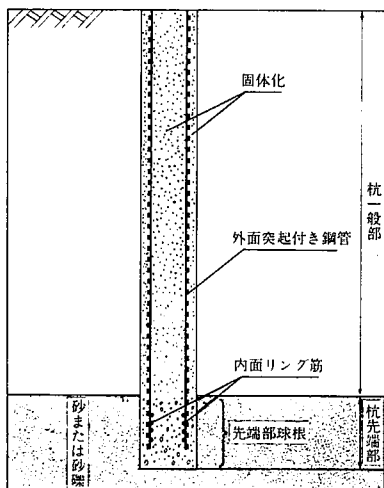 固体化
杭一般部
外面突起付き鋼管
内面リング筋
先端部球根
砂または砂礫
杭先端部